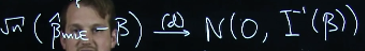 √n (β̂_MLE − β) —(d)→ N(0, I⁻¹(β))